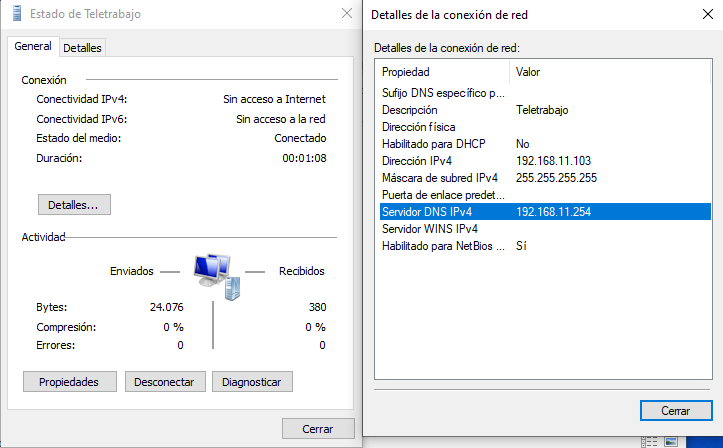 Estado de Teletrabajo
General Detalles
Conexión
Conectividad IPv4: Sin acceso a Internet
Conectividad IPv6: Sin acceso a la red
Estado del medio: Conectado
Duración: 00:01:08
Detalles...
Actividad
Enviados Recibidos
Bytes: 24.076 380
Compresión: 0 % 0 %
Errores: 0 0
Propiedades Desconectar Diagnosticar
Cerrar
Detalles de la conexión de red
Detalles de la conexión de red:
Propiedad Valor
Sufijo DNS específico p...
Descripción Teletrabajo
Dirección física
Habilitado para DHCP No
Dirección IPv4 192.168.11.103
Máscara de subred IPv4 255.255.255.255
Puerta de enlace predet...
Servidor DNS IPv4 192.168.11.254
Servidor WINS IPv4
Habilitado para NetBios ... Sí
Cerrar